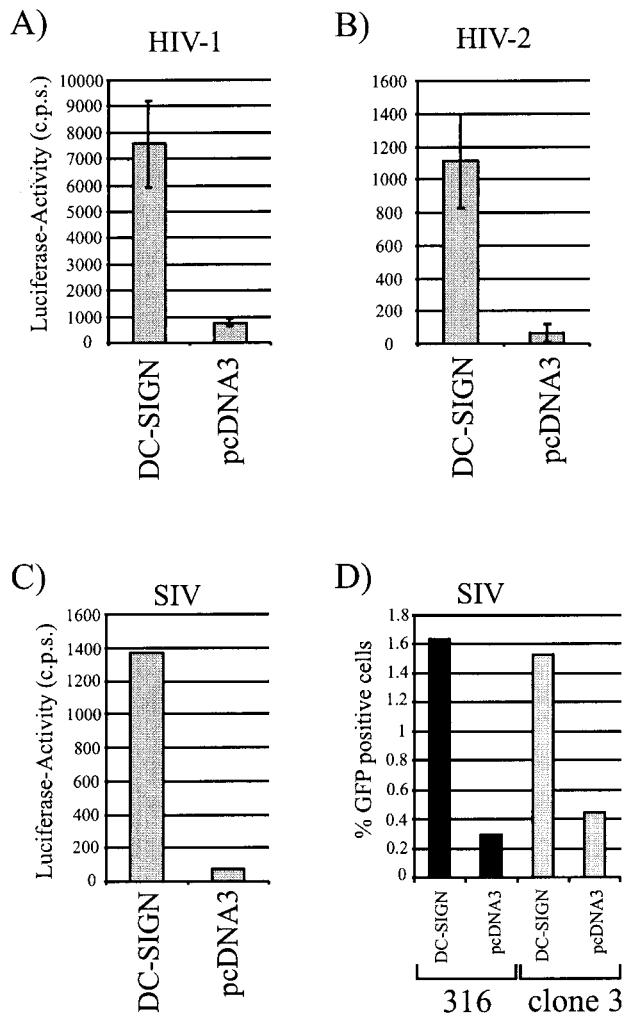 A)
HIV-1
Luciferase-Activity (c.p.s.)
10000
9000
8000
7000
6000
5000
4000
3000
2000
1000
0
DC-SIGN
pcDNA3
B)
HIV-2
1600
1400
1200
1000
800
600
400
200
0
DC-SIGN
pcDNA3
C)
SIV
Luciferase-Activity (c.p.s.)
1600
1400
1200
1000
800
600
400
200
0
DC-SIGN
pcDNA3
D)
SIV
% GFP positive cells
1.8
1.6
1.4
1.2
1
0.8
0.6
0.4
0.2
0
DC-SIGN
pcDNA3
DC-SIGN
pcDNA3
316
clone 3